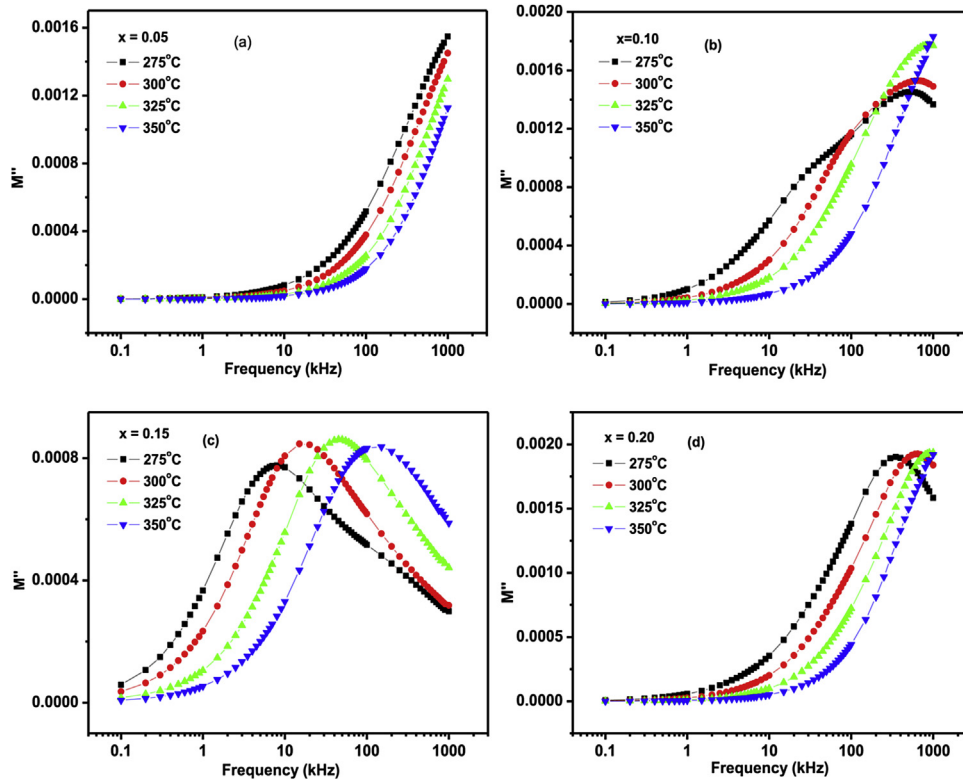 x = 0.05
(a)
275°C
300°C
325°C
350°C
M''
0.0016
0.0012
0.0008
0.0004
0.0000
0.1 1 10 100 1000
Frequency (kHz)
x=0.10
(b)
275°C
300°C
325°C
350°C
M''
0.0020
0.0016
0.0012
0.0008
0.0004
0.0000
0.1 1 10 100 1000
Frequency (kHz)
x = 0.15
(c)
275°C
300°C
325°C
350°C
M''
0.0008
0.0004
0.0000
0.1 1 10 100 1000
Frequency (kHz)
x = 0.20
(d)
275°C
300°C
325°C
350°C
M''
0.0020
0.0015
0.0010
0.0005
0.0000
0.1 1 10 100 1000
Frequency (kHz)